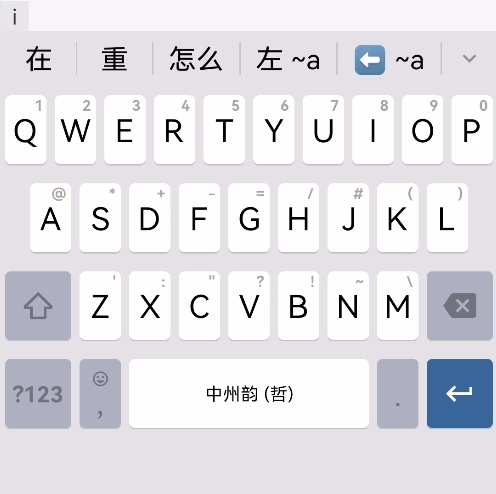 i
在 重 怎么 左 ~a ⬅ ~a
1 2 3 4 5 6 7 8 9 0
Q W E R T Y U I O P
@ * + - = / # ( )
A S D F G H J K L
' : " ? ! ~ \
Z X C V B N M
?123 , 中州韵 (哲) .